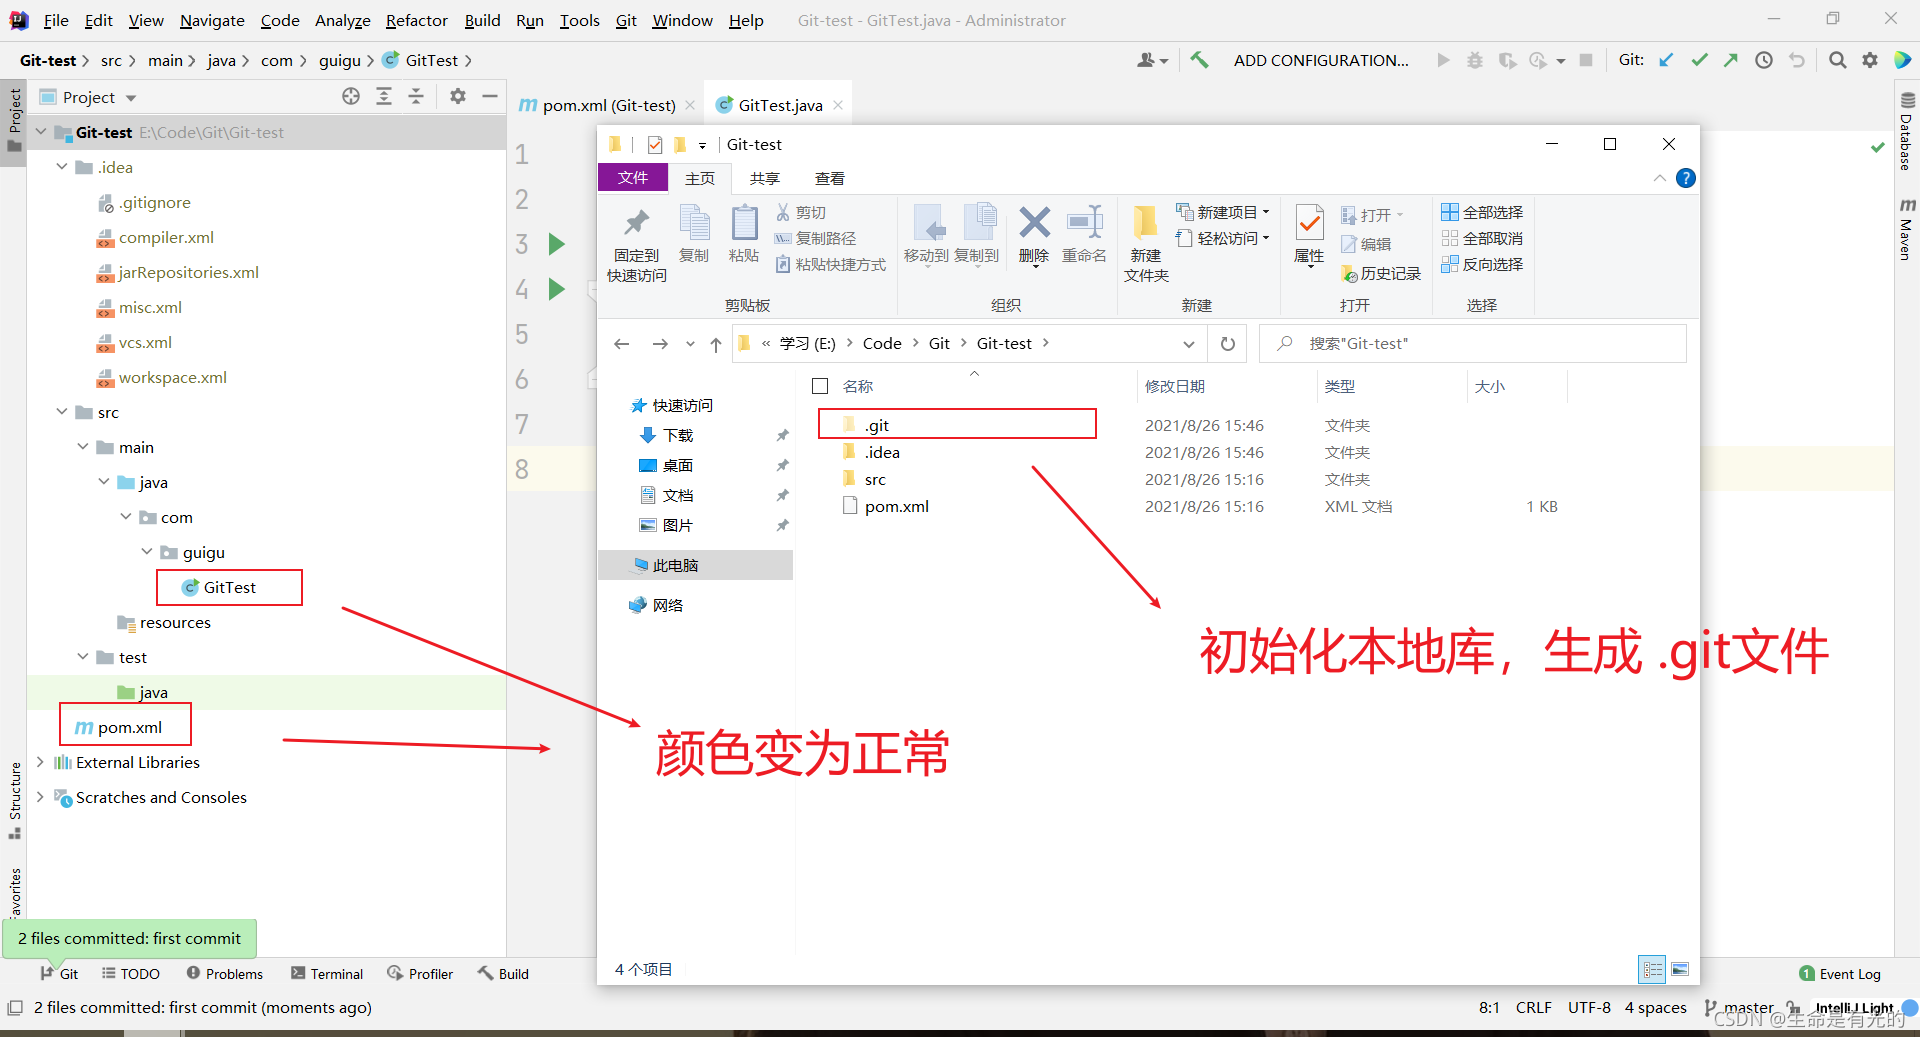 File Edit View Navigate Code Analyze Refactor Build Run Tools Git Window Help Git-test - GitTest.java - Administrator
Git-test src main java com guigu GitTest ADD CONFIGURATION... Git:
Project
pom.xml (Git-test) GitTest.java
Project
Git-test E:\Code\Git\Git-test
.idea
.gitignore
compiler.xml
jarRepositories.xml
misc.xml
vcs.xml
workspace.xml
src
main
java
com
guigu
GitTest
resources
test
java
pom.xml
External Libraries
Scratches and Consoles
Structure
1
2
3
4
5
6
7
8
Git-test
文件 主页 共享 查看
固定到
快速访问
复制
粘贴
剪切
复制路径
粘贴快捷方式
剪贴板
移动到
复制到
删除
重命名
组织
新建
文件夹
新建项目
轻松访问
新建
属性
打开
编辑
历史记录
打开
全部选择
全部取消
反向选择
选择
« 学习 (E:) Code Git Git-test
搜索"Git-test"
快速访问
下载
桌面
文档
图片
此电脑
网络
名称 修改日期 类型 大小
.git 2021/8/26 15:46 文件夹
.idea 2021/8/26 15:46 文件夹
src 2021/8/26 15:16 文件夹
pom.xml 2021/8/26 15:16 XML 文档 1 KB
初始化本地库，生成 .git文件
颜色变为正常
4 个项目
Database
Maven
2 files committed: first commit
Git TODO Problems Terminal Profiler Build 1 Event Log
2 files committed: first commit (moments ago) 8:1 CRLF UTF-8 4 spaces master IntelliJ Light
CSDN @生命是有光的